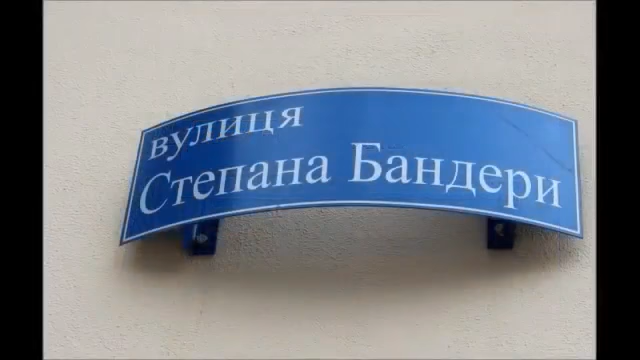 вулиця
Степана Бандери